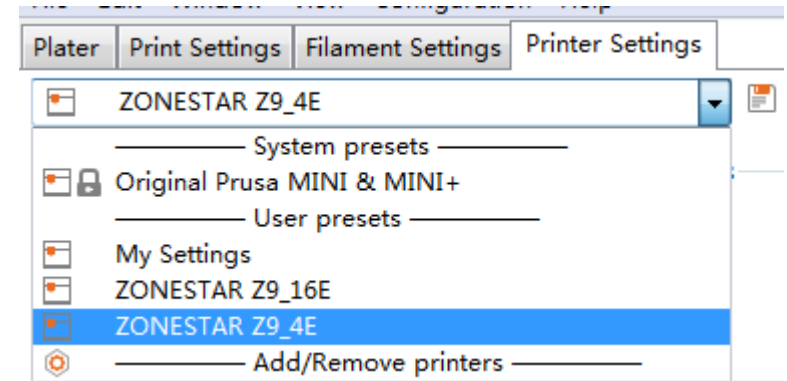 Plater Print Settings Filament Settings Printer Settings
ZONESTAR Z9_4E
System presets
Original Prusa MINI & MINI+
User presets
My Settings
ZONESTAR Z9_16E
ZONESTAR Z9_4E
Add/Remove printers